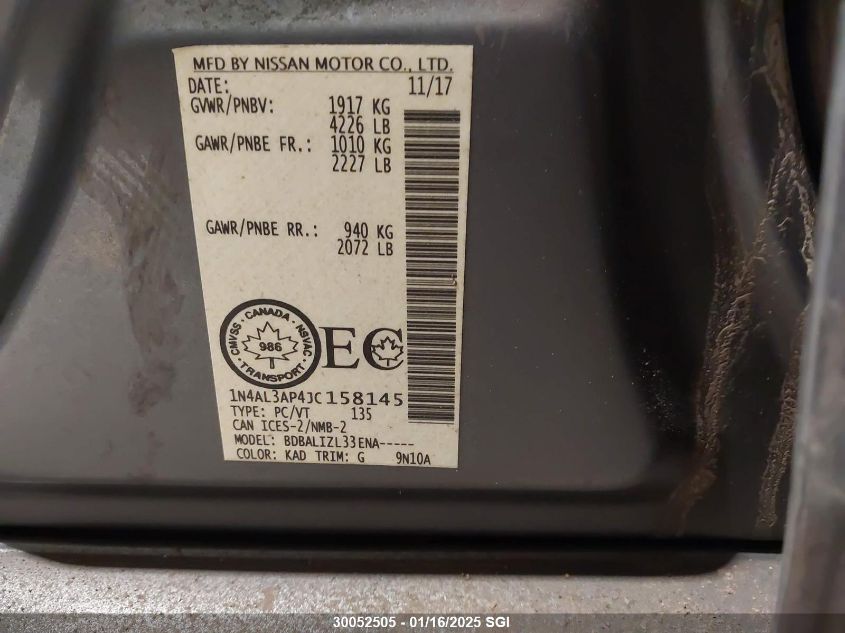 MFD BY NISSAN MOTOR CO., LTD.
DATE: 11/17
GVWR/PNBV: 1917 KG
4226 LB
GAWR/PNBE FR.: 1010 KG
2227 LB
GAWR/PNBE RR.: 940 KG
2072 LB
CANADA
CMVSS · NSVAC
986
TRANSPORT
EC
1N4AL3AP4JC158145
TYPE: PC/VT 135
CAN ICES-2/NMB-2
MODEL: BDBALIZL33ENA-----
COLOR: KAD TRIM: G 9N10A
30052505 - 01/16/2025 SGI